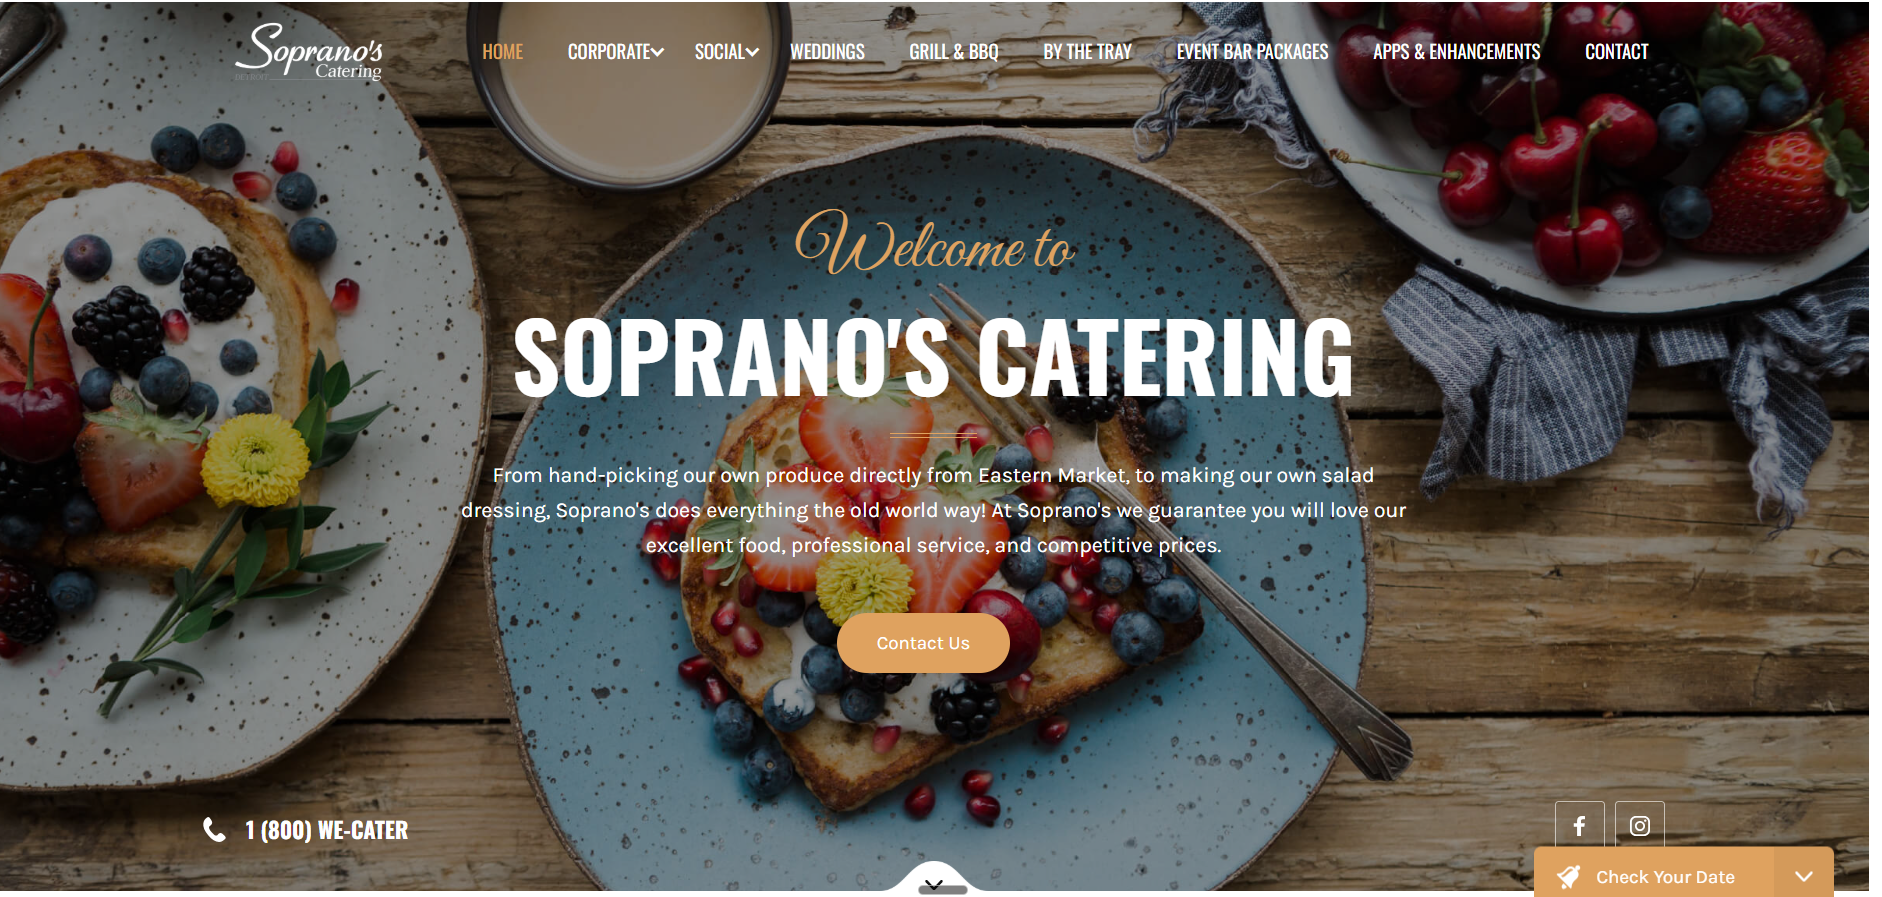 Soprano's
Catering
DETROIT
HOME
CORPORATE
SOCIAL
WEDDINGS
GRILL & BBQ
BY THE TRAY
EVENT BAR PACKAGES
APPS & ENHANCEMENTS
CONTACT
Welcome to
SOPRANO'S CATERING
From hand-picking our own produce directly from Eastern Market, to making our own salad
dressing, Soprano's does everything the old world way! At Soprano's we guarantee you will love our
excellent food, professional service, and competitive prices.
Contact Us
1 (800) WE-CATER
Check Your Date